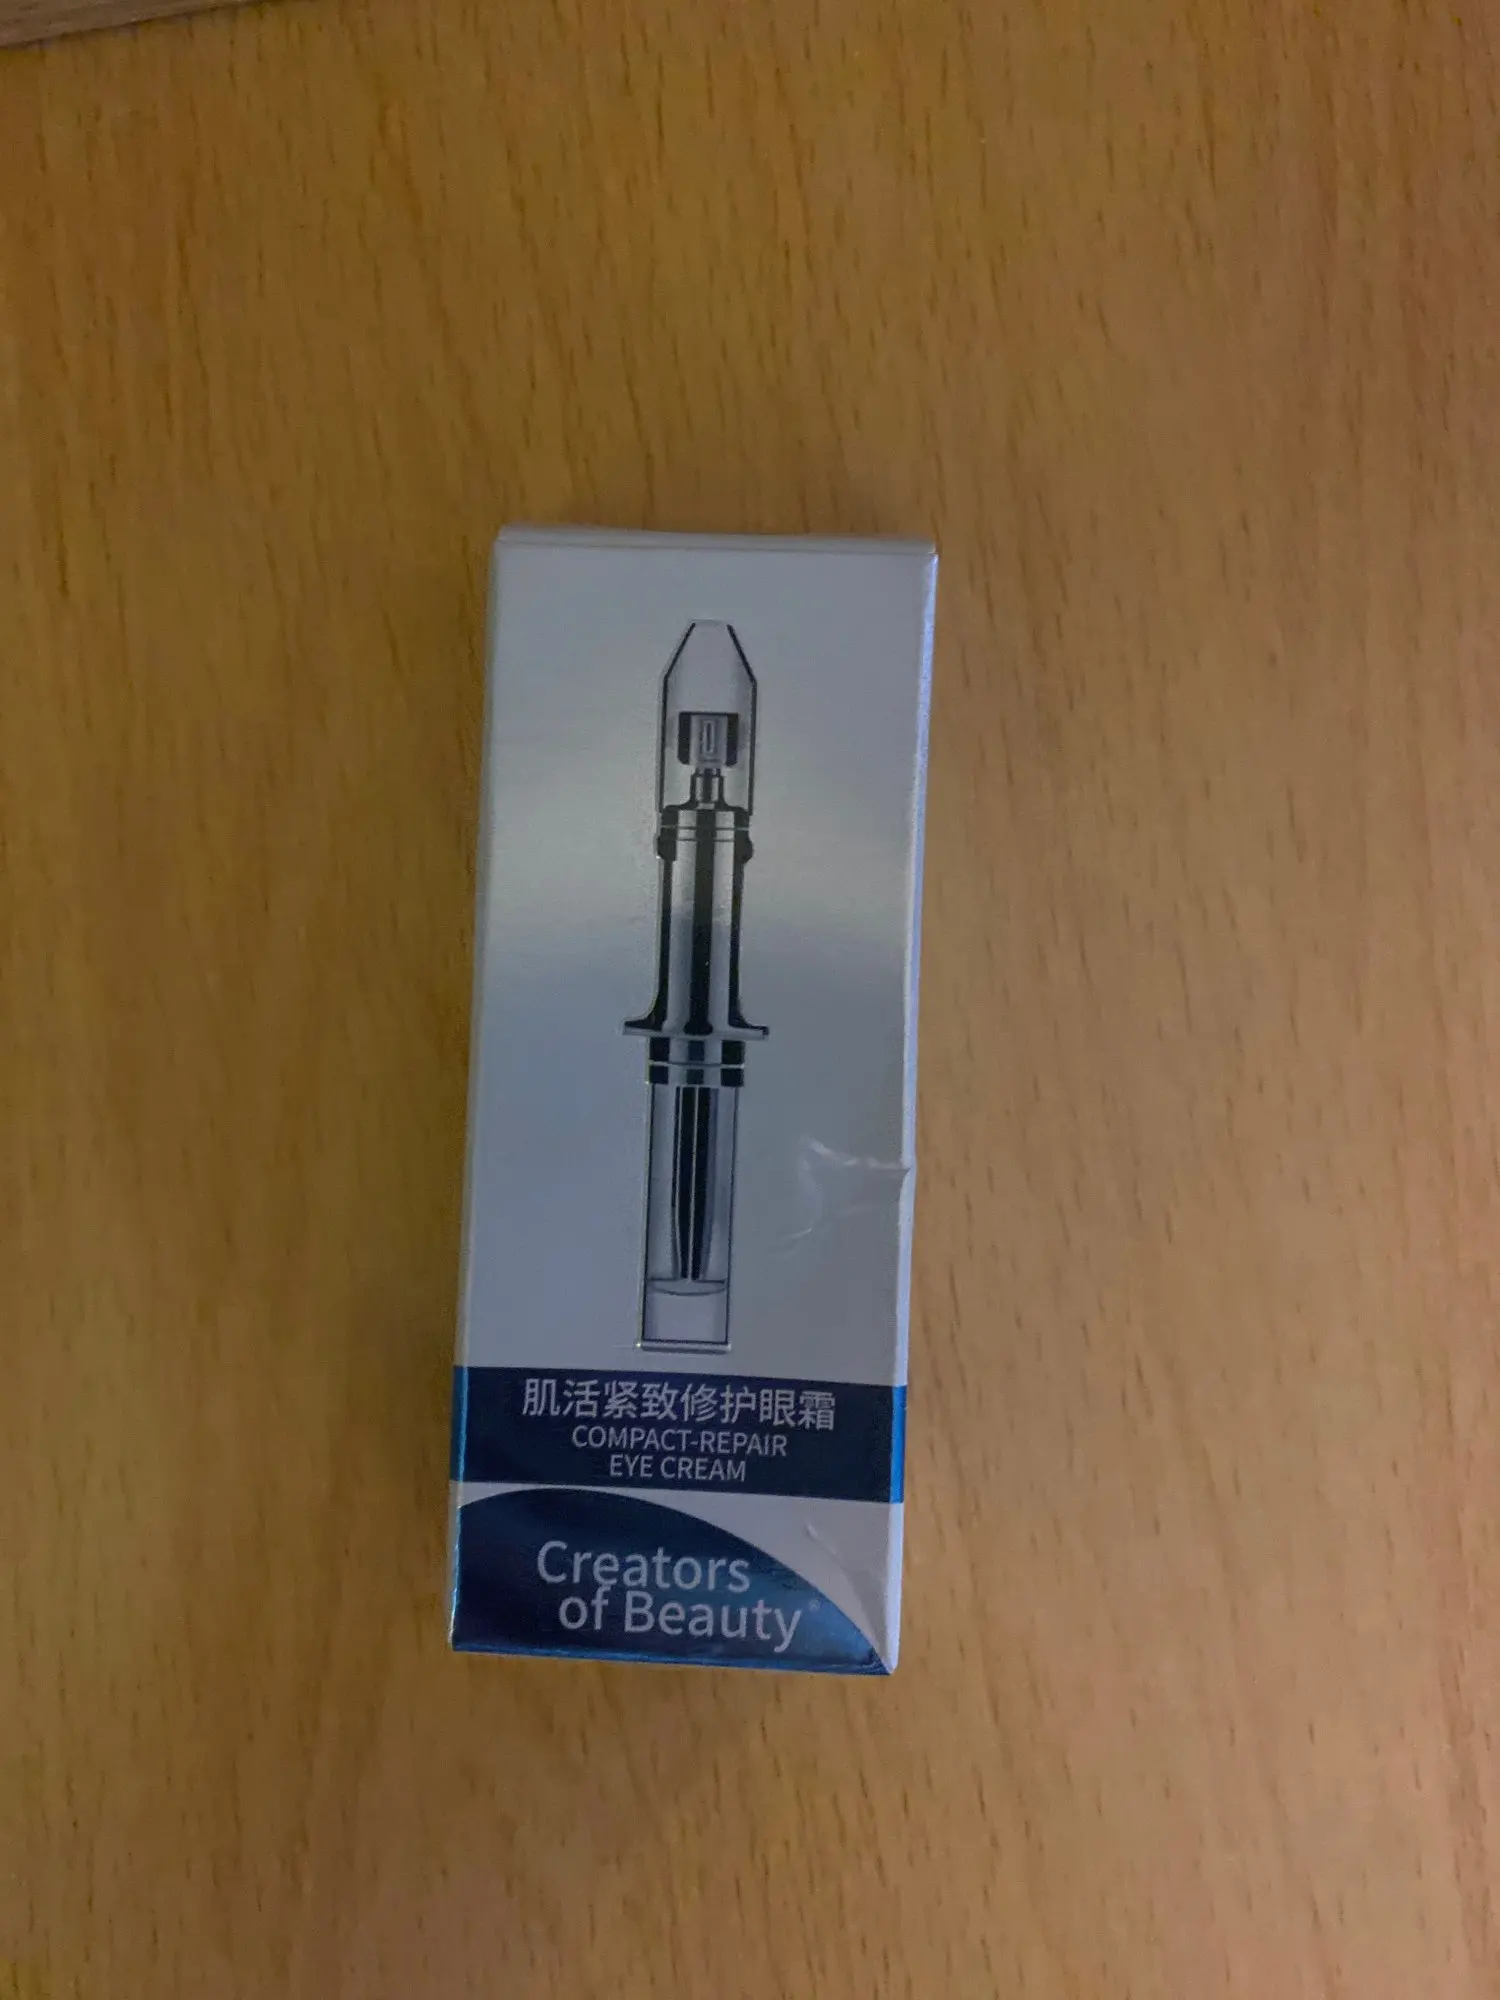 肌活紧致修护眼霜
COMPACT-REPAIR
EYE CREAM
Creators
of Beauty®